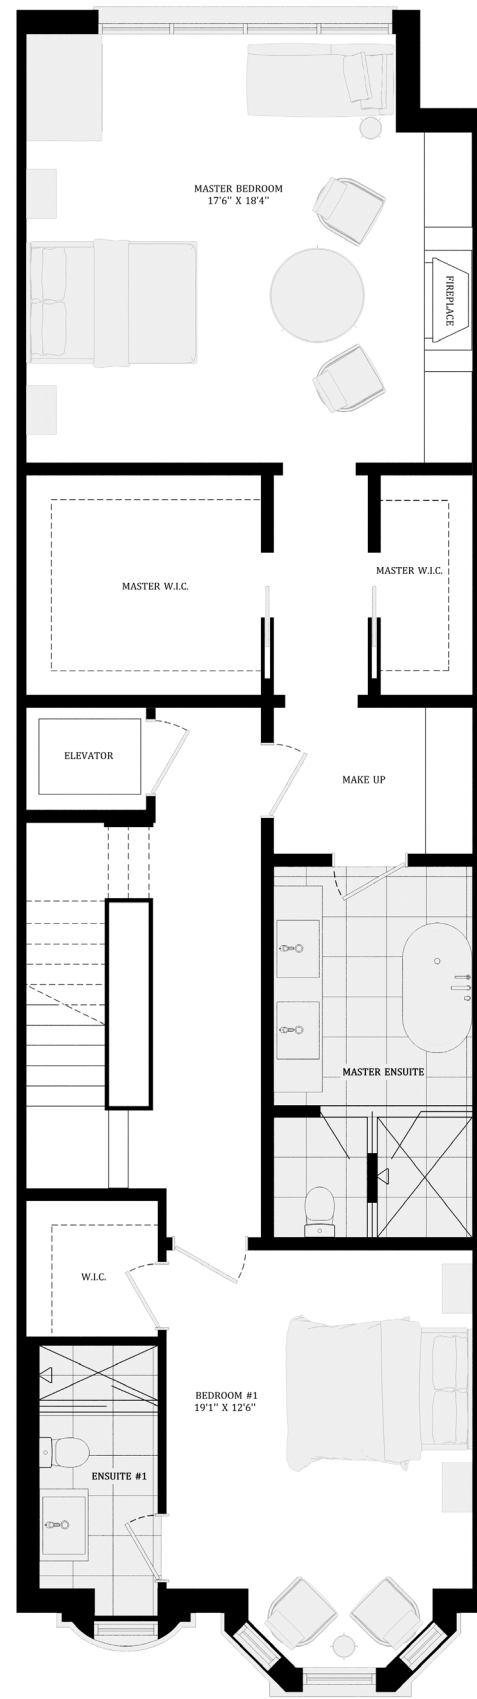 MASTER BEDROOM
17'6" X 18'4"
FIREPLACE
MASTER W.I.C.
MASTER W.I.C.
ELEVATOR
MAKE UP
MASTER ENSUITE
W.I.C.
BEDROOM #1
19'1" X 12'6"
ENSUITE #1